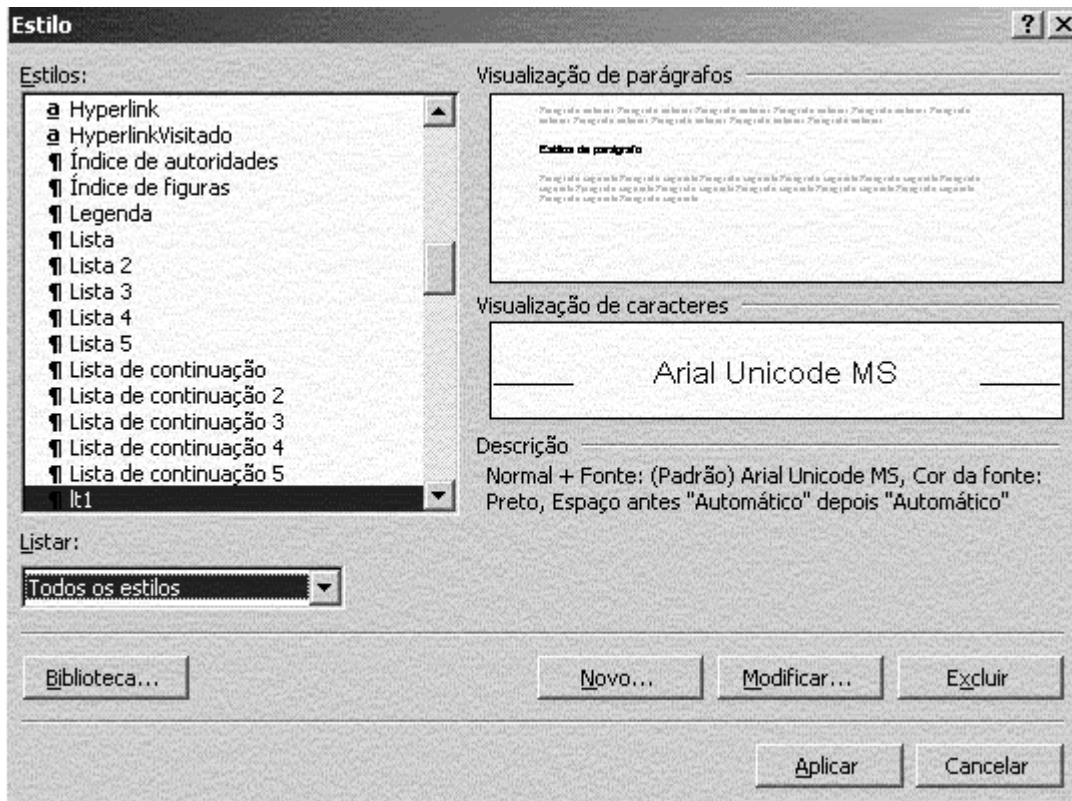 Estilo
Estilos:
a Hyperlink
a HyperlinkVisitado
¶ Índice de autoridades
¶ Índice de figuras
¶ Legenda
¶ Lista
¶ Lista 2
¶ Lista 3
¶ Lista 4
¶ Lista 5
¶ Lista de continuação
¶ Lista de continuação 2
¶ Lista de continuação 3
¶ Lista de continuação 4
¶ Lista de continuação 5
¶ lt1
Listar:
Todos os estilos
Visualização de parágrafos
Estilos de parágrafo
Visualização de caracteres
Arial Unicode MS
Descrição
Normal + Fonte: (Padrão) Arial Unicode MS, Cor da fonte:
Preto, Espaço antes "Automático" depois "Automático"
Biblioteca...
Novo...
Modificar...
Excluir
Aplicar
Cancelar